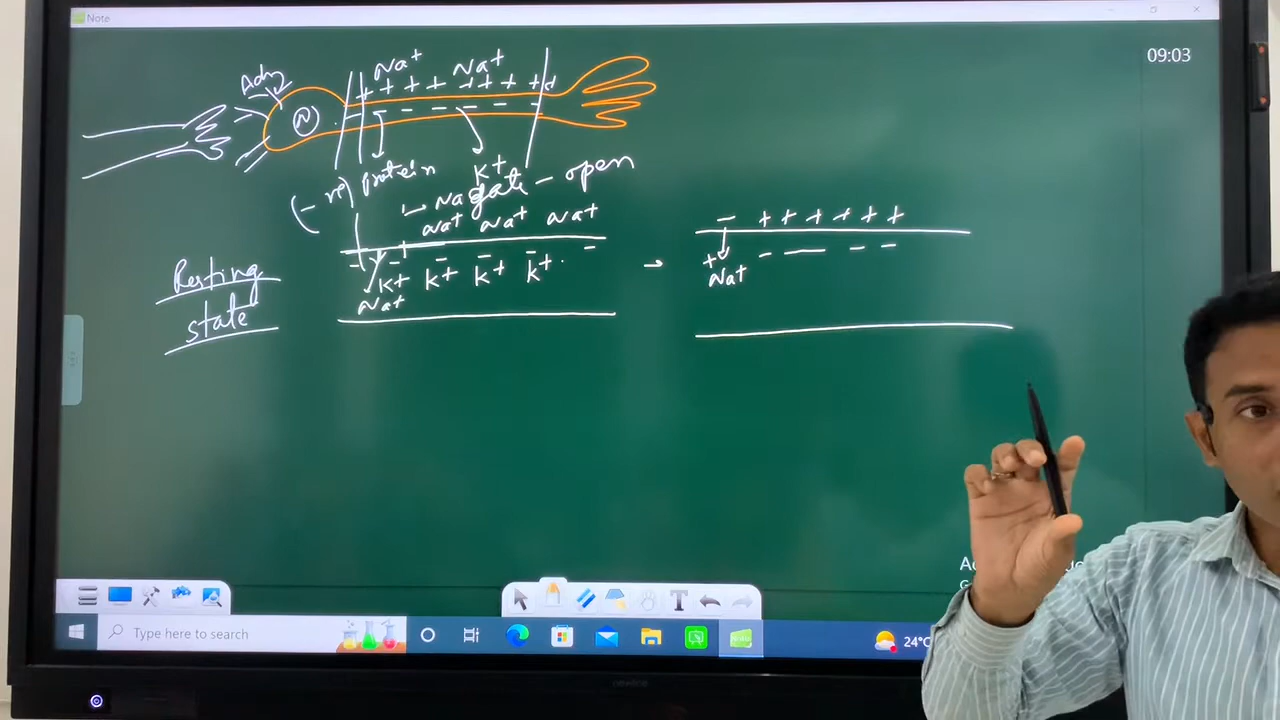 Note
09:03
Na+ Na+
+ + + + + + + + +
N
- - - - - -
K+
(-ve) protein
→ Na gate - open
Na+ Na+ Na+
- - - - - -
K+ K+ K+ K+
Na+
Resting
state
→
- + + + + + +
+ - - - - -
Na+
Type here to search
24°C
newline